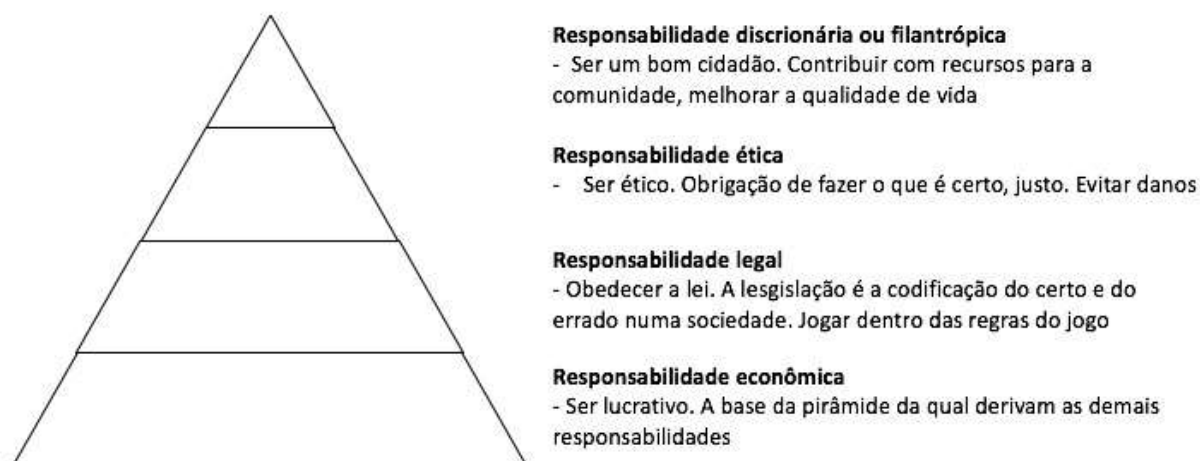 Responsabilidade discrionária ou filantrópica
- Ser um bom cidadão. Contribuir com recursos para a
comunidade, melhorar a qualidade de vida
Responsabilidade ética
- Ser ético. Obrigação de fazer o que é certo, justo. Evitar danos
Responsabilidade legal
- Obedecer a lei. A lesgislação é a codificação do certo e do
errado numa sociedade. Jogar dentro das regras do jogo
Responsabilidade econômica
- Ser lucrativo. A base da pirâmide da qual derivam as demais
responsabilidades